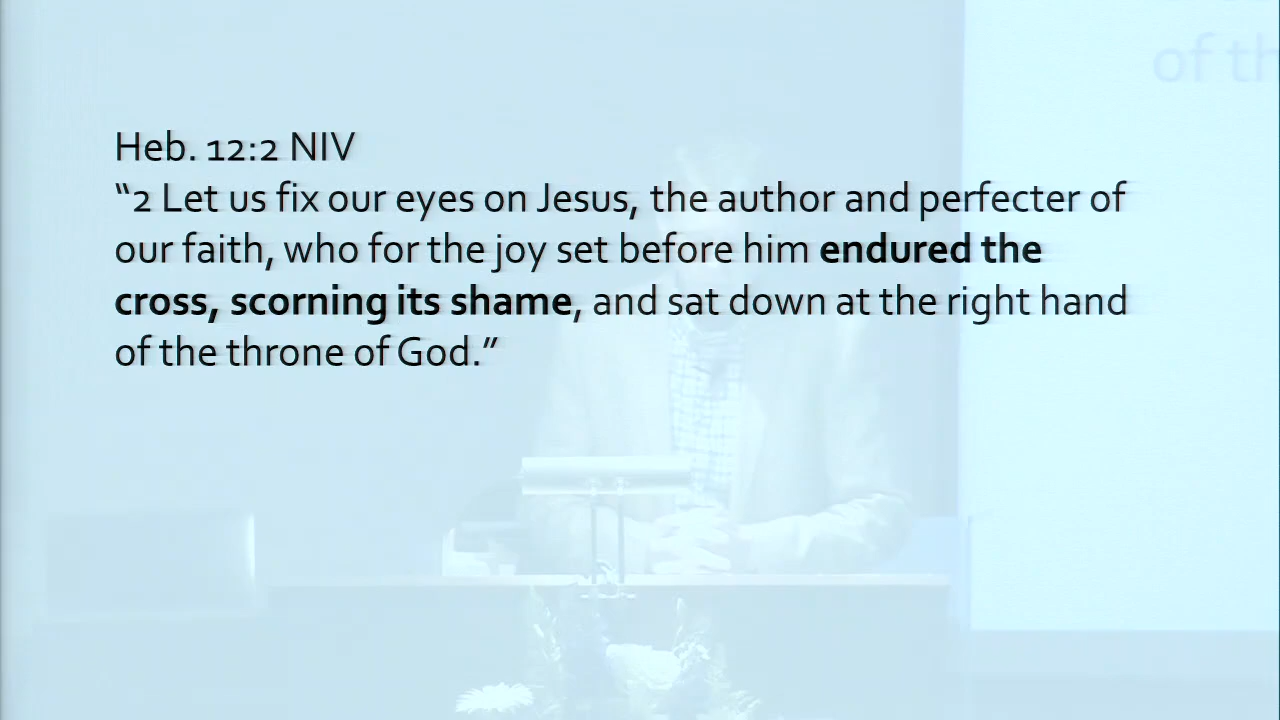 of th
Heb. 12:2 NIV
“2 Let us fix our eyes on Jesus, the author and perfecter of
our faith, who for the joy set before him endured the
cross, scorning its shame, and sat down at the right hand
of the throne of God.”